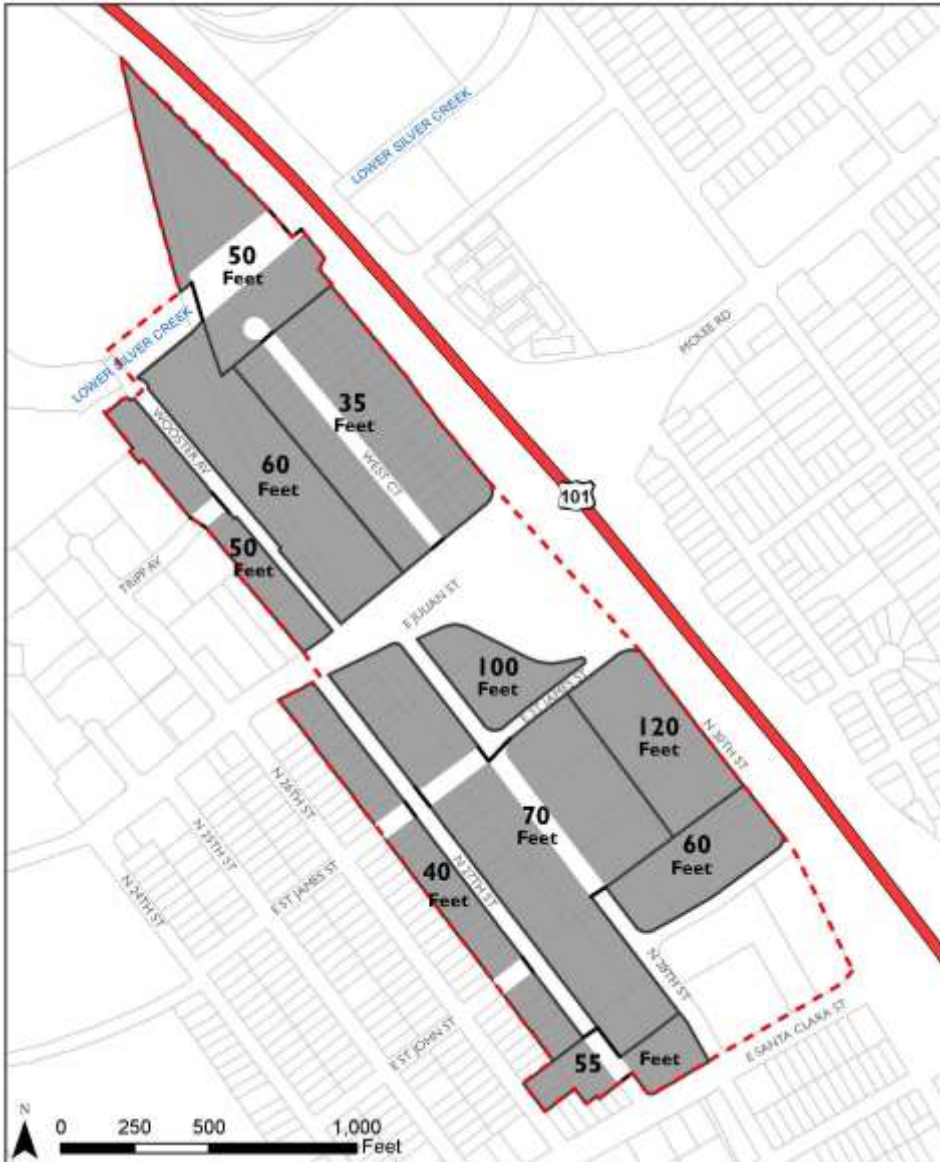 LOWER SILVER CREEK
50
Feet
MCKEE RD
LOWER SILVER CREEK
35
Feet
WOOSTER AV
WEST CT
60
Feet
101
50
Feet
TRIPP AV
E JULIAN ST
100
Feet
E ST JAMES ST
120
Feet
N 30TH ST
N 26TH ST
70
Feet
N 25TH ST
60
Feet
40
Feet
N 27TH ST
N 24TH ST
E ST JAMES ST
N 28TH ST
E ST JOHN ST
E SANTA CLARA ST
55
Feet
N
0 250 500 1,000
Feet